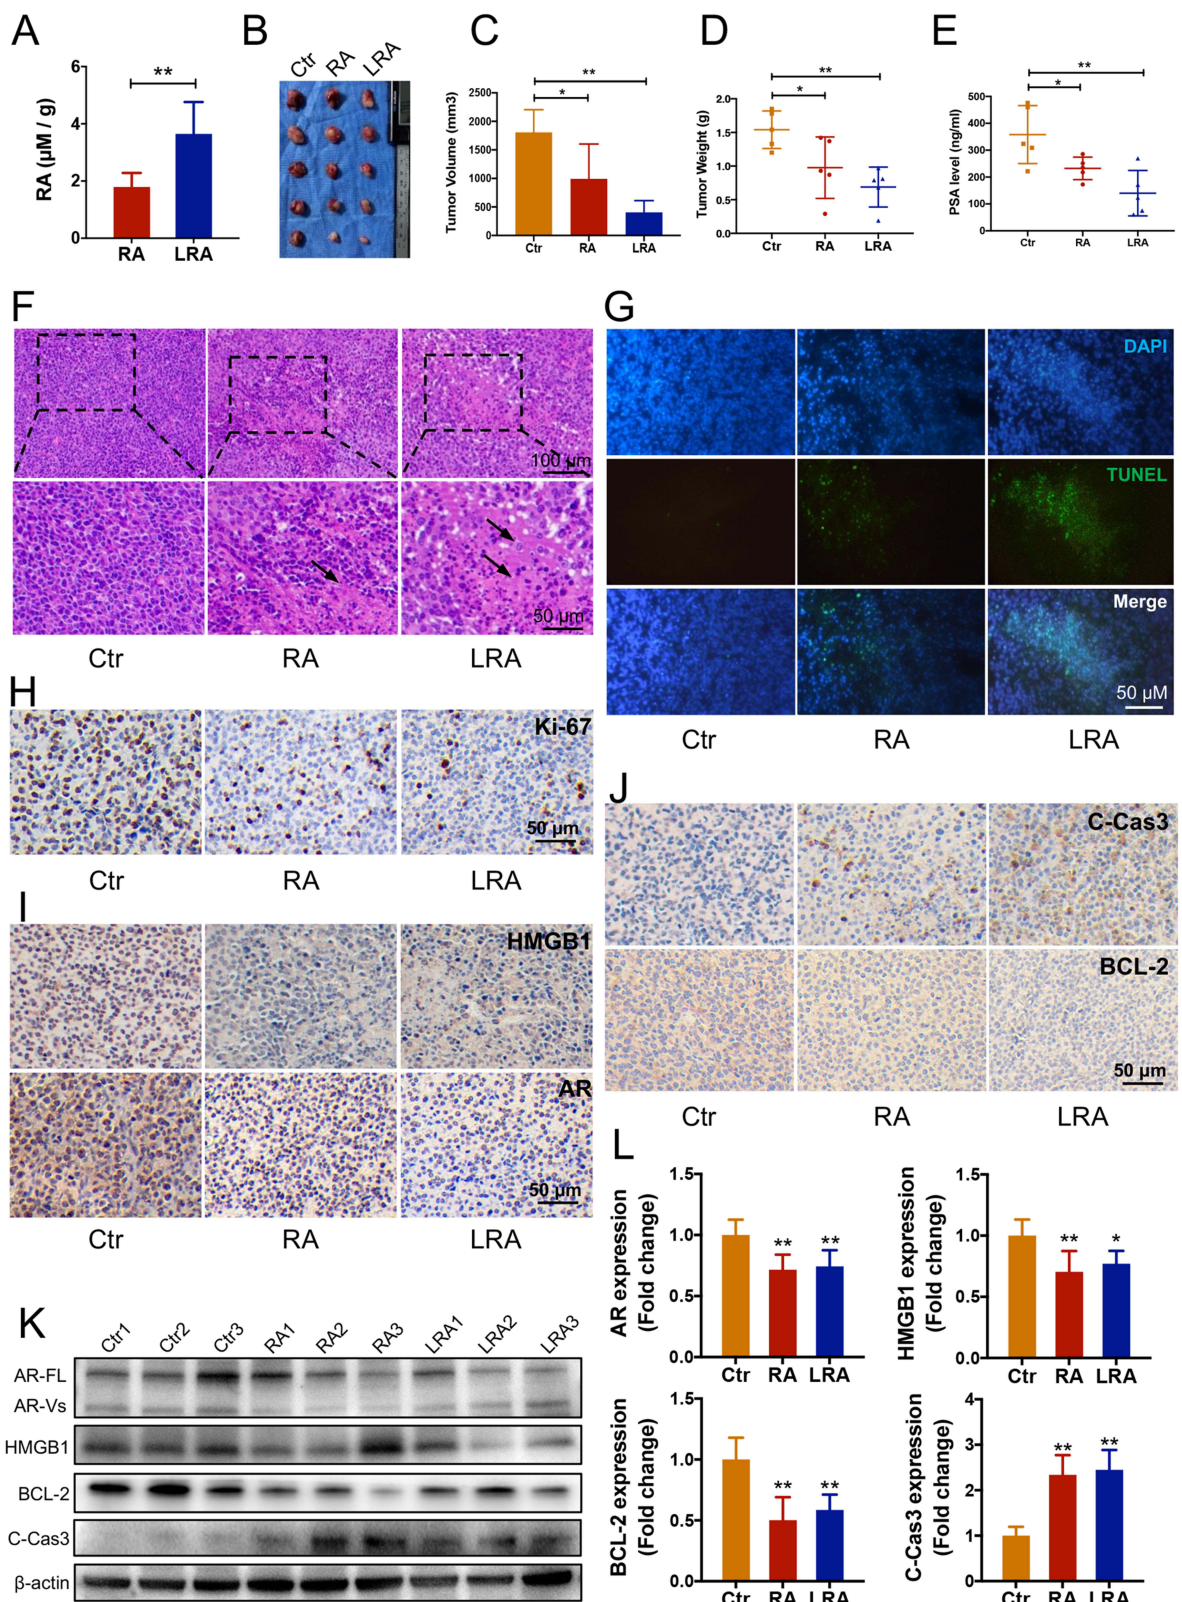 A
RA (μM / g)
6
4
2
0
**
RA
LRA
B
Ctr
RA
LRA
C
Tumor Volume (mm3)
2500
2000
1500
1000
500
0
**
*
Ctr
RA
LRA
D
Tumor Weight (g)
2.0
1.5
1.0
0.5
0.0
**
*
Ctr
RA
LRA
E
PSA level (ng/ml)
500
400
300
200
100
0
**
*
Ctr
RA
LRA
F
100 μm
50 μm
Ctr
RA
LRA
G
DAPI
TUNEL
Merge
50 μM
Ctr
RA
LRA
H
Ki-67
50 μm
Ctr
RA
LRA
I
HMGB1
AR
50 μm
Ctr
RA
LRA
J
C-Cas3
BCL-2
50 μm
Ctr
RA
LRA
K
Ctr1
Ctr2
Ctr3
RA1
RA2
RA3
LRA1
LRA2
LRA3
AR-FL
AR-Vs
HMGB1
BCL-2
C-Cas3
β-actin
L
AR expression
(Fold change)
1.5
1.0
0.5
0.0
**
**
Ctr
RA
LRA
HMGB1 expression
(Fold change)
1.5
1.0
0.5
0.0
**
*
Ctr
RA
LRA
BCL-2 expression
(Fold change)
1.5
1.0
0.5
0.0
**
**
Ctr
RA
LRA
C-Cas3 expression
(Fold change)
4
3
2
1
0
**
**
Ctr
RA
LRA